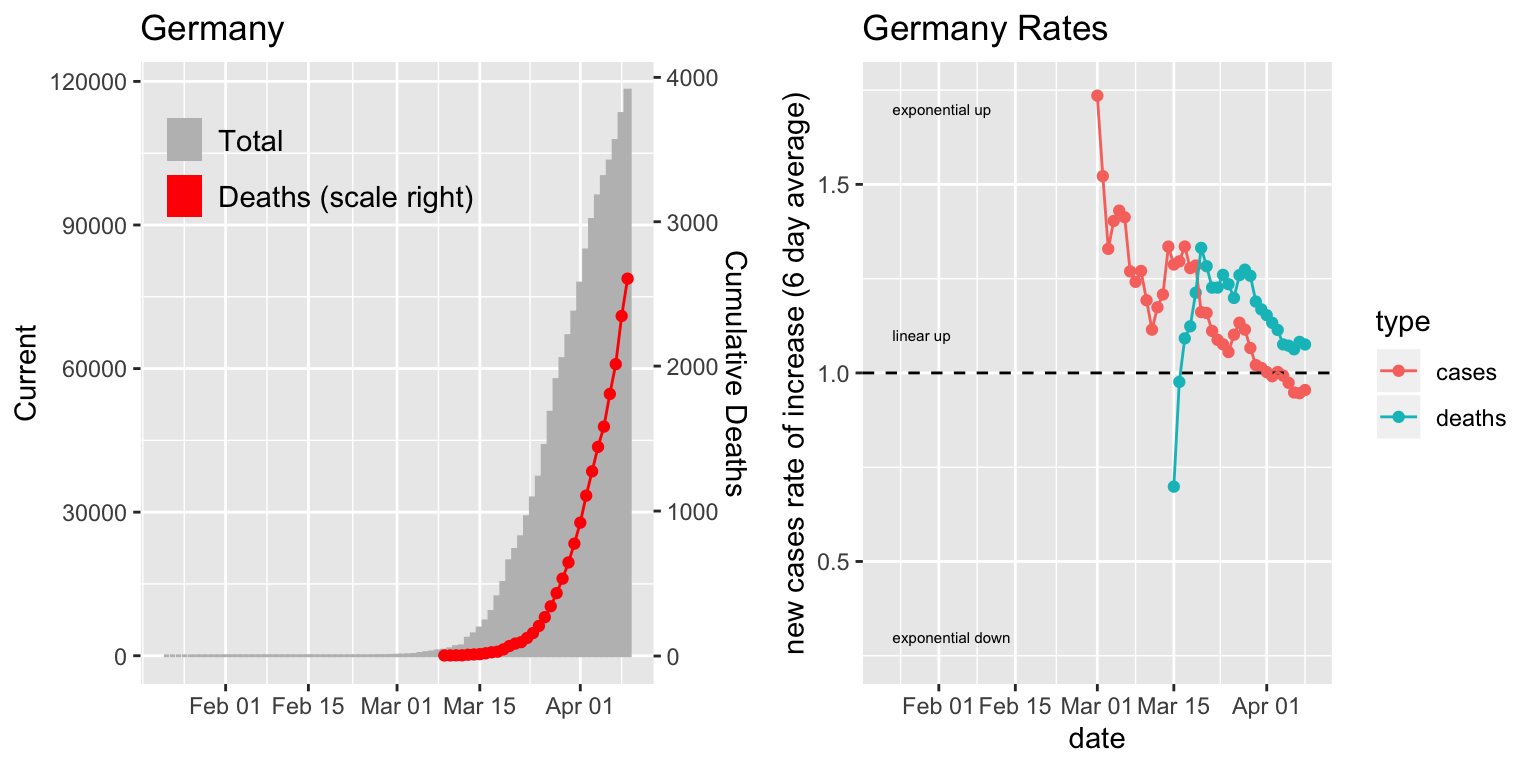 Germany
120000
90000
60000
30000
0
Current
Total
Deaths (scale right)
4000
3000
2000
1000
0
Cumulative Deaths
Feb 01 Feb 15 Mar 01 Mar 15 Apr 01
Germany Rates
new cases rate of increase (6 day average)
1.5
1.0
0.5
exponential up
linear up
exponential down
Feb 01 Feb 15 Mar 01 Mar 15 Apr 01
date
type
cases
deaths